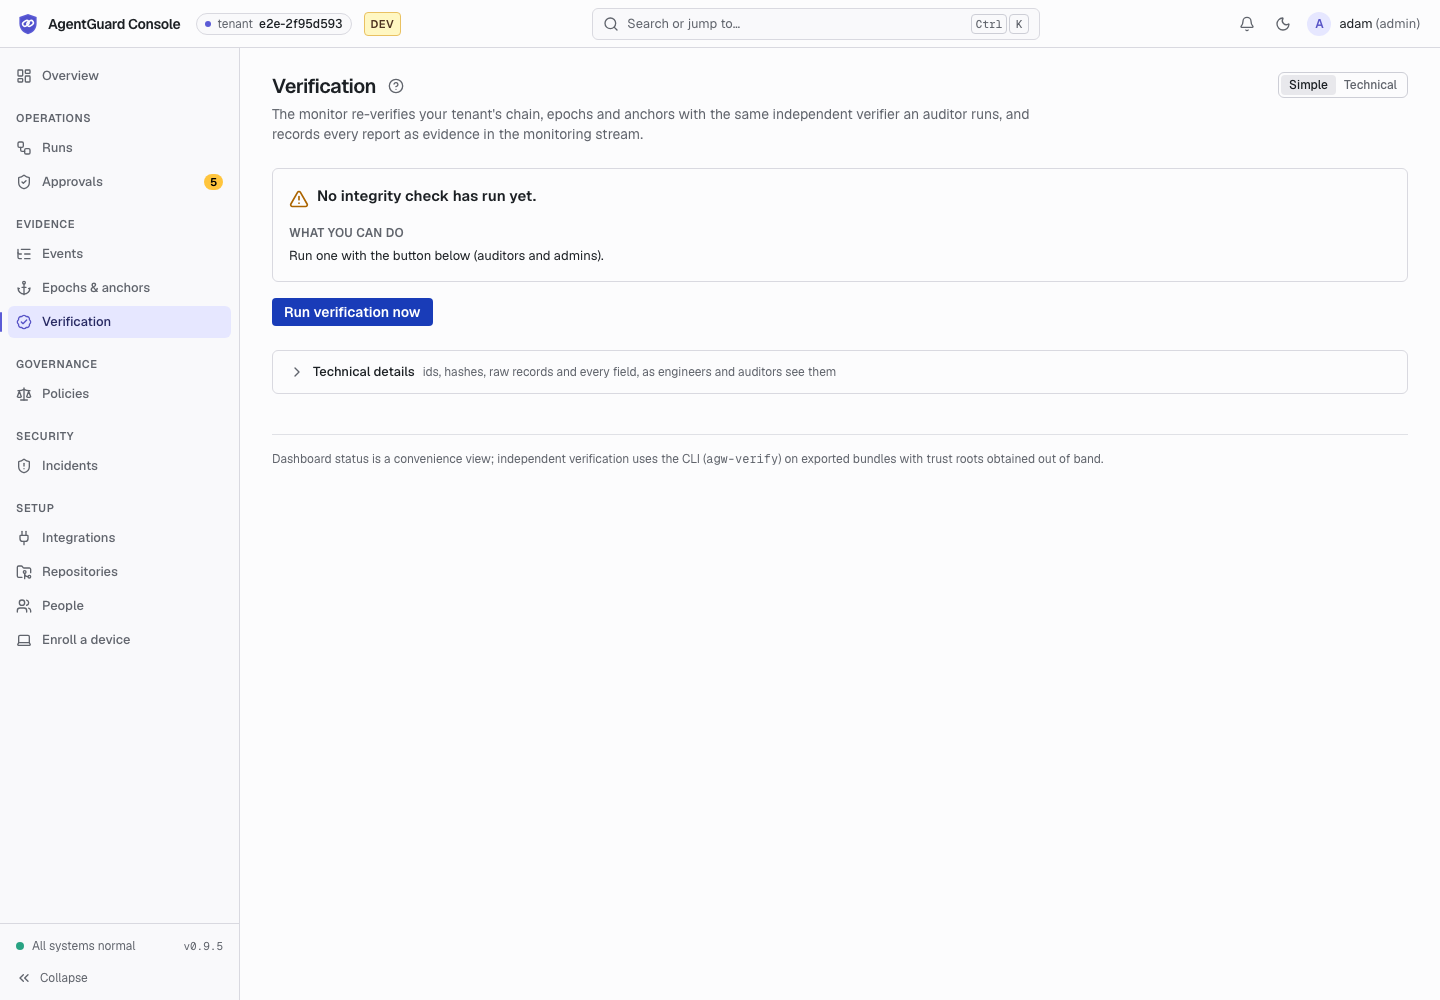 AgentGuard Console
tenant e2e-2f95d593
DEV
Search or jump to...
Ctrl K
A
adam (admin)
Overview
OPERATIONS
Runs
Approvals 5
EVIDENCE
Events
Epochs & anchors
Verification
GOVERNANCE
Policies
SECURITY
Incidents
SETUP
Integrations
Repositories
People
Enroll a device
All systems normal v0.9.5
Collapse
Verification
Simple Technical
The monitor re-verifies your tenant's chain, epochs and anchors with the same independent verifier an auditor runs, and
records every report as evidence in the monitoring stream.
No integrity check has run yet.
WHAT YOU CAN DO
Run one with the button below (auditors and admins).
Run verification now
Technical details ids, hashes, raw records and every field, as engineers and auditors see them
Dashboard status is a convenience view; independent verification uses the CLI (agw-verify) on exported bundles with trust roots obtained out of band.